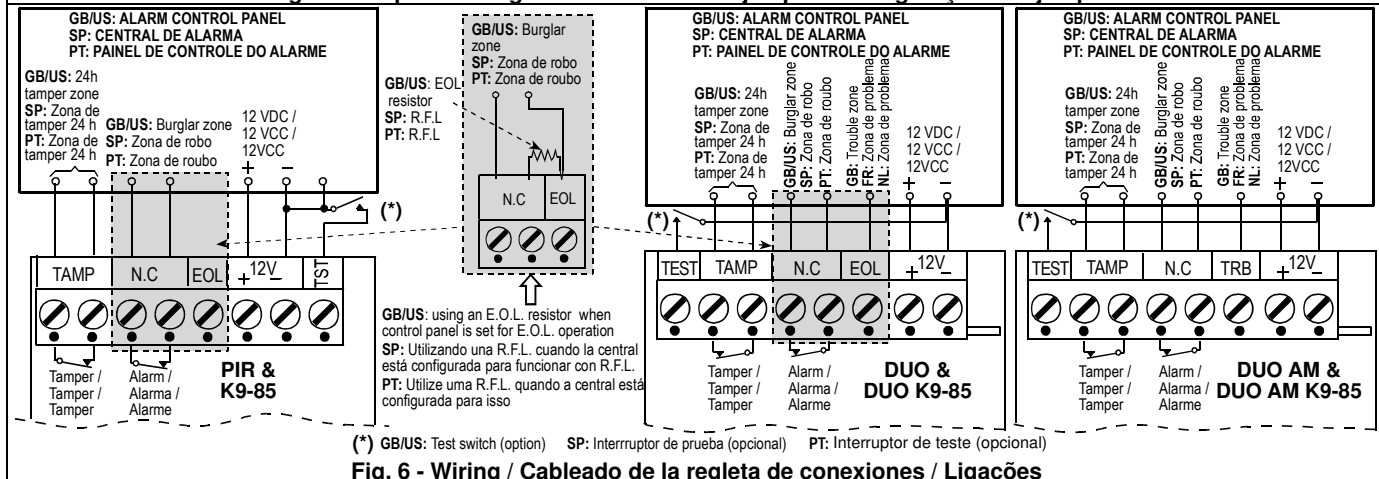 GB/US: ALARM CONTROL PANEL
SP: CENTRAL DE ALARMA
PT: PAINEL DE CONTROLE DO ALARME
GB/US: 24h
tamper zone
SP: Zona de
tamper 24 h
PT: Zona de
tamper 24 h
GB/US: Burglar zone
SP: Zona de robo
PT: Zona de roubo
12 VDC /
12 VCC /
12VCC
+ –
(*)
TAMP N.C EOL +12V– TST
Tamper /
Tamper /
Tamper
Alarm /
Alarma /
Alarme
PIR &
K9-85
GB/US: Burglar
zone
SP: Zona de robo
PT: Zona de roubo
GB/US: EOL
resistor
SP: R.F.L
PT: R.F.L
N.C EOL
GB/US: using an E.O.L. resistor when
control panel is set for E.O.L. operation
SP: Utilizando una R.F.L. cuando la central
está configurada para funcionar con R.F.L.
PT: Utilize uma R.F.L. quando a central está
configurada para isso
GB/US: ALARM CONTROL PANEL
SP: CENTRAL DE ALARMA
PT: PAINEL DE CONTROLE DO ALARME
GB/US: 24h
tamper zone
SP: Zona de
tamper 24 h
PT: Zona de
tamper 24 h
GB/US: Burglar zone
SP: Zona de robo
PT: Zona de roubo
GB: Trouble zone
FR: Zona de problema
NL: Zona de problema
12 VDC /
12 VCC /
12VCC
+ –
(*)
TEST TAMP N.C EOL +12V–
Tamper /
Tamper /
Tamper
Alarm /
Alarma /
Alarme
DUO &
DUO K9-85
GB/US: ALARM CONTROL PANEL
SP: CENTRAL DE ALARMA
PT: PAINEL DE CONTROLE DO ALARME
GB/US: 24h
tamper zone
SP: Zona de
tamper 24 h
PT: Zona de
tamper 24 h
GB/US: Burglar zone
SP: Zona de robo
PT: Zona de roubo
GB: Trouble zone
FR: Zona de problema
NL: Zona de problema
12 VDC /
12 VCC /
12VCC
+ –
(*)
TEST TAMP N.C TRB +12V–
Tamper /
Tamper /
Tamper
Alarm /
Alarma /
Alarme
DUO AM &
DUO AM K9-85
(*) GB/US: Test switch (option) SP: Interrruptor de prueba (opcional) PT: Interruptor de teste (opcional)
Fig. 6 - Wiring / Cableado de la regleta de conexiones / Ligações